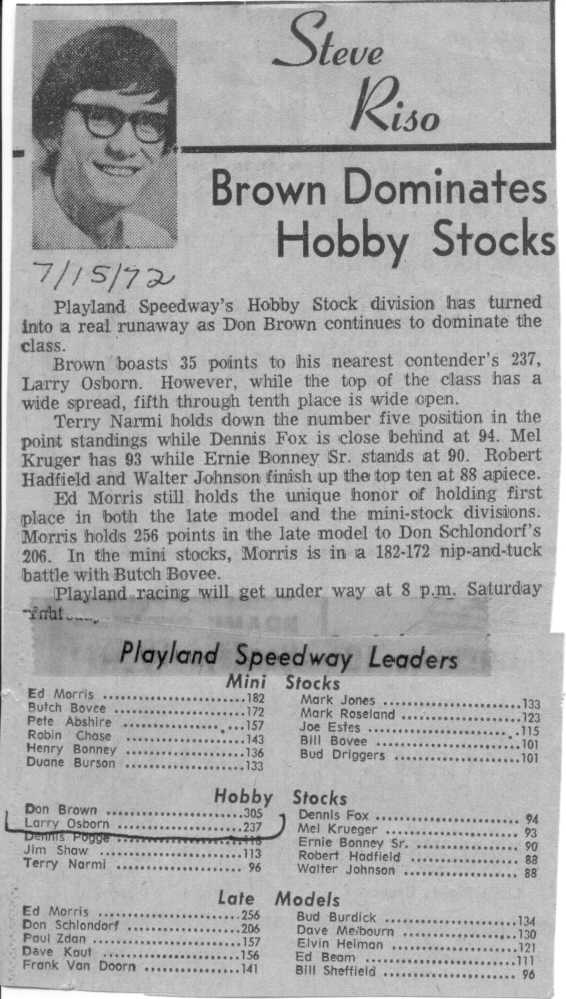 Steve
Riso
Brown Dominates
Hobby Stocks
7/15/72
Playland Speedway's Hobby Stock division has turned
into a real runaway as Don Brown continues to dominate the
class.
Brown boasts 35 points to his nearest contender's 237,
Larry Osborn. However, while the top of the class has a
wide spread, fifth through tenth place is wide open.
Terry Narmi holds down the number five position in the
point standings while Dennis Fox is close behind at 94. Mel
Kruger has 93 while Ernie Bonney Sr. stands at 90. Robert
Hadfield and Walter Johnson finish up the top ten at 88 apiece.
Ed Morris still holds the unique honor of holding first
place in both the late model and the mini-stock divisions.
Morris holds 256 points in the late model to Don Schlondorf's
206. In the mini stocks, Morris is in a 182-172 nip-and-tuck
battle with Butch Bovee.
Playland racing will get under way at 8 p.m. Saturday
Playland Speedway Leaders
Mini Stocks
Ed Morris 182
Butch Bovee 172
Pete Abshire 157
Robin Chase 143
Henry Bonney 136
Duane Burson 133
Mark Jones 133
Mark Roseland 123
Joe Estes 115
Bill Bovee 101
Bud Driggers 101
Hobby Stocks
Don Brown 305
Larry Osborn 237
Dennis Pogge
Jim Shaw 113
Terry Narmi 96
Dennis Fox 94
Mel Krueger 93
Ernie Bonney Sr. 90
Robert Hadfield 88
Walter Johnson 88
Late Models
Ed Morris 256
Don Schlondorf 206
Paul Zdan 157
Dave Kaut 156
Frank Van Doorn 141
Bud Burdick 134
Dave Meibourn 130
Elvin Heiman 121
Ed Beam 111
Bill Sheffield 96